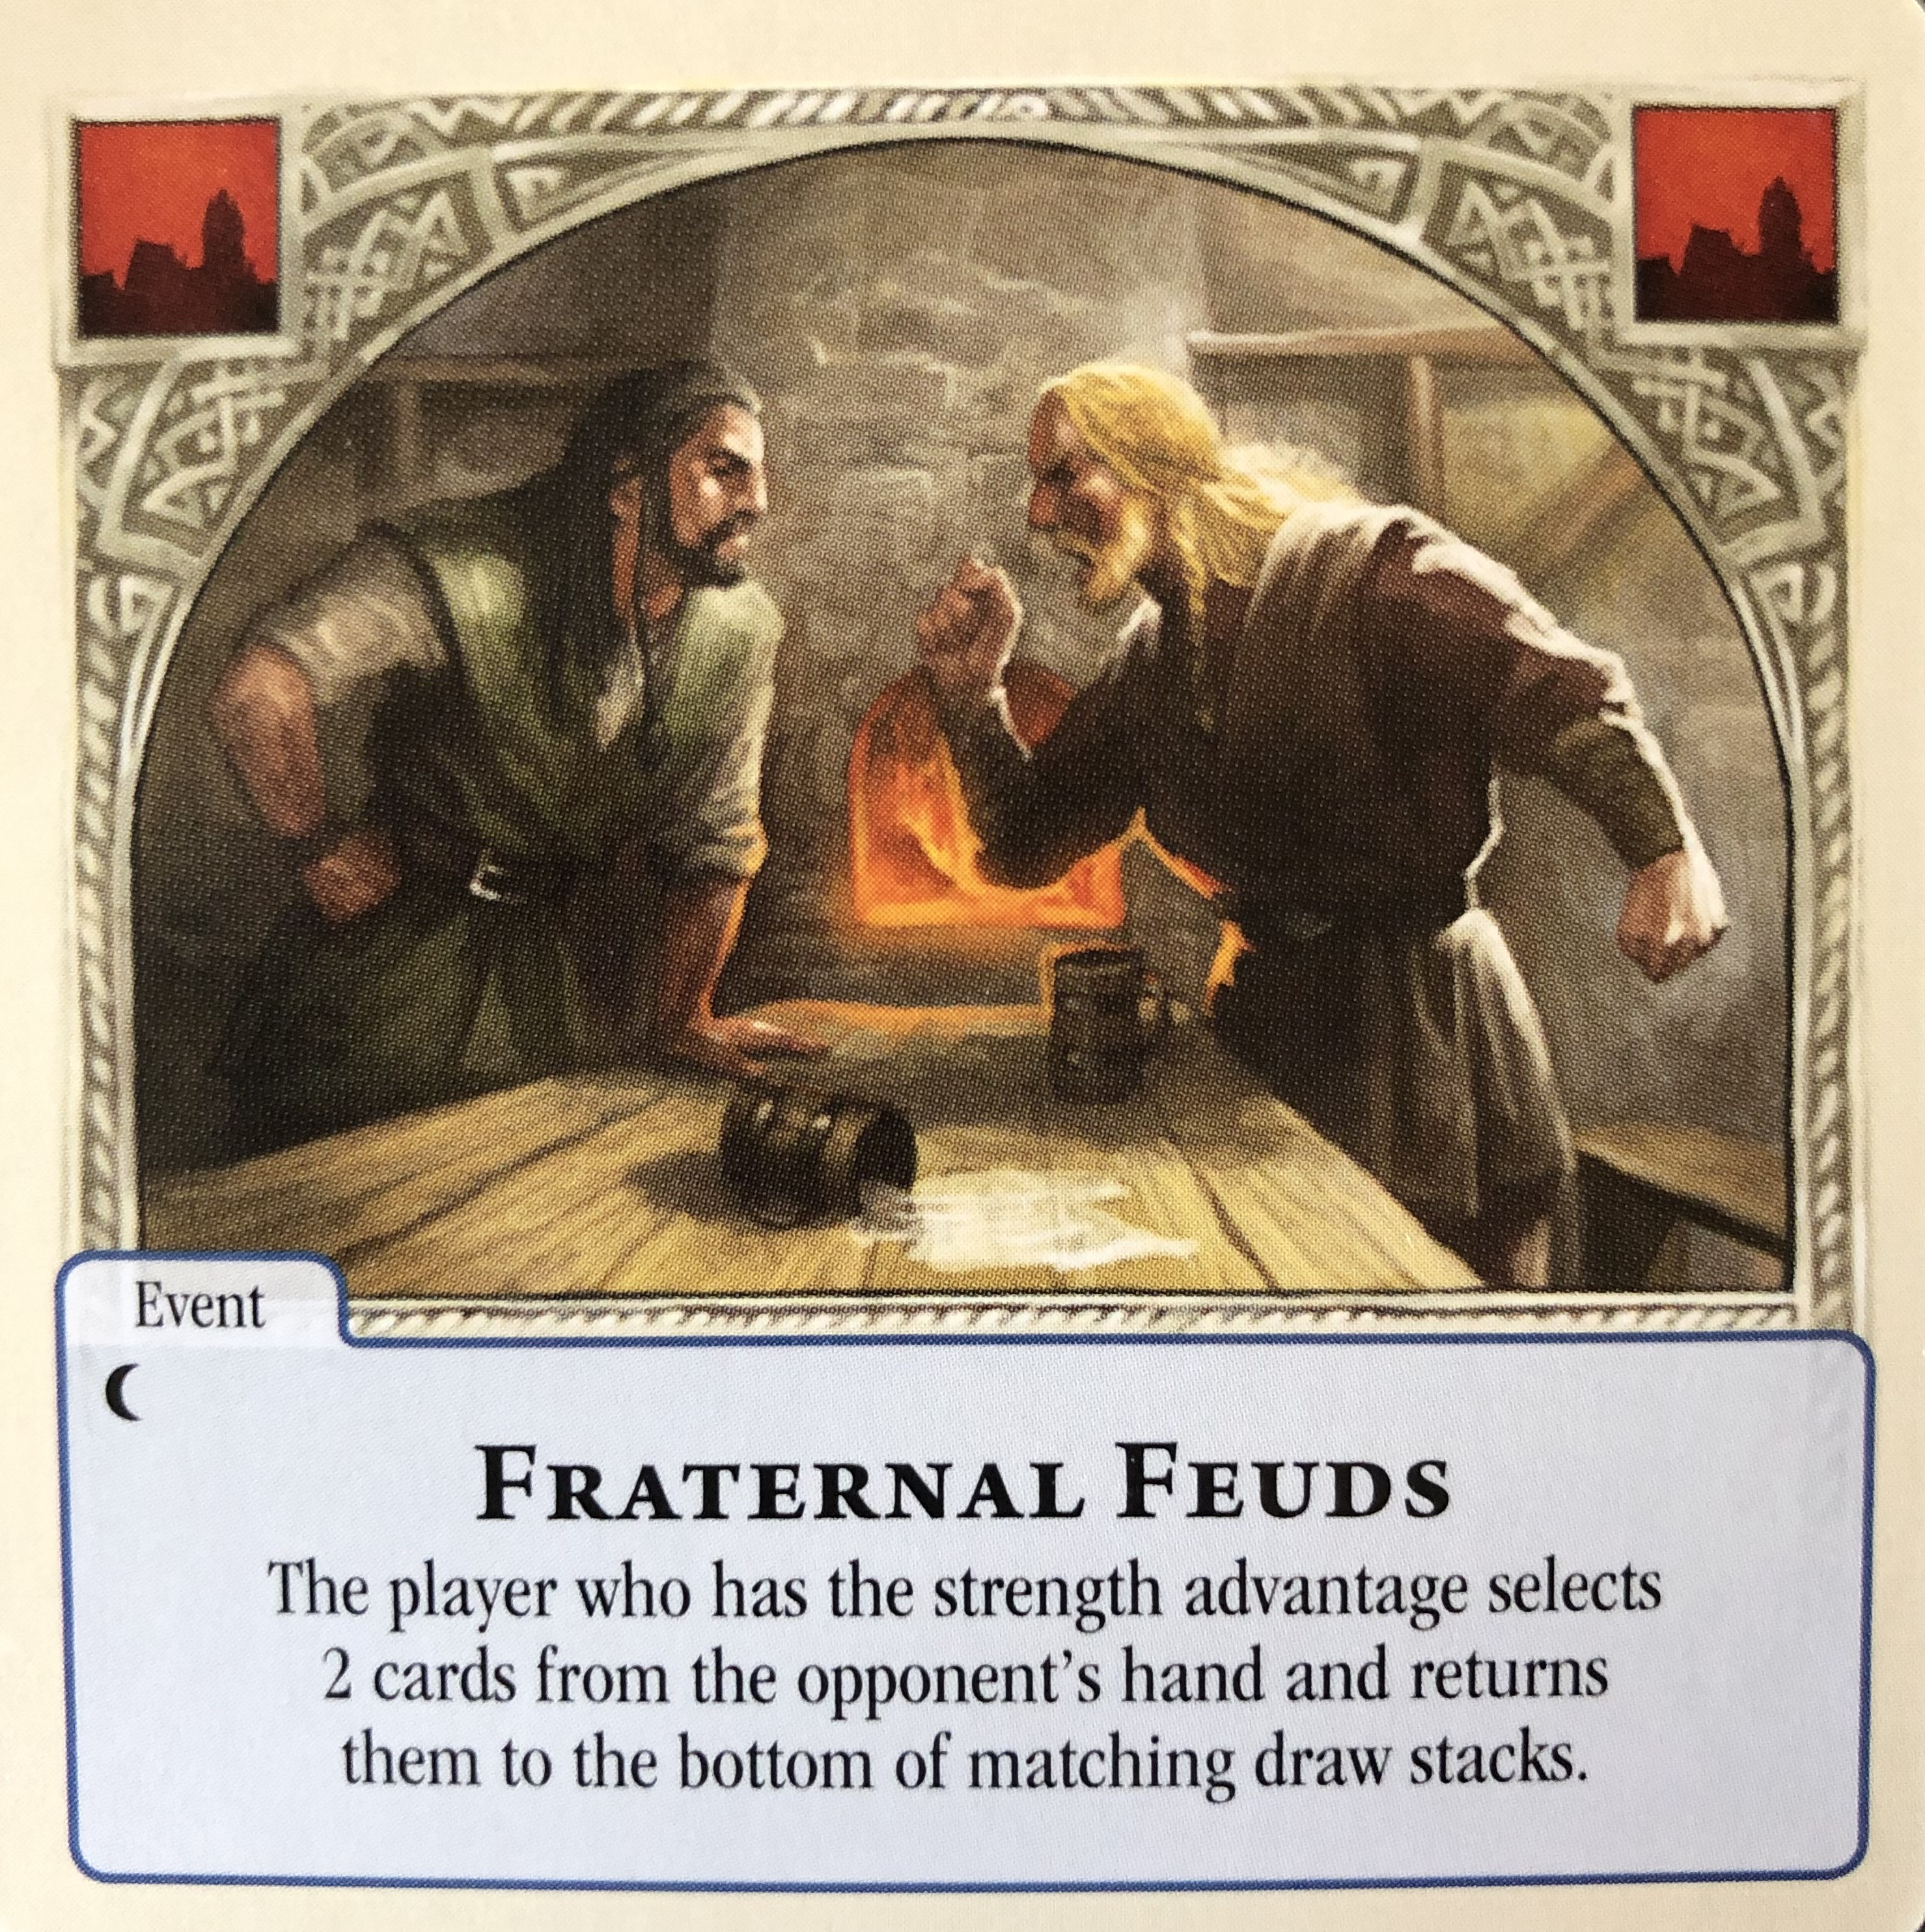 Event
Fraternal Feuds
The player who has the strength advantage selects
2 cards from the opponent's hand and returns
them to the bottom of matching draw stacks.